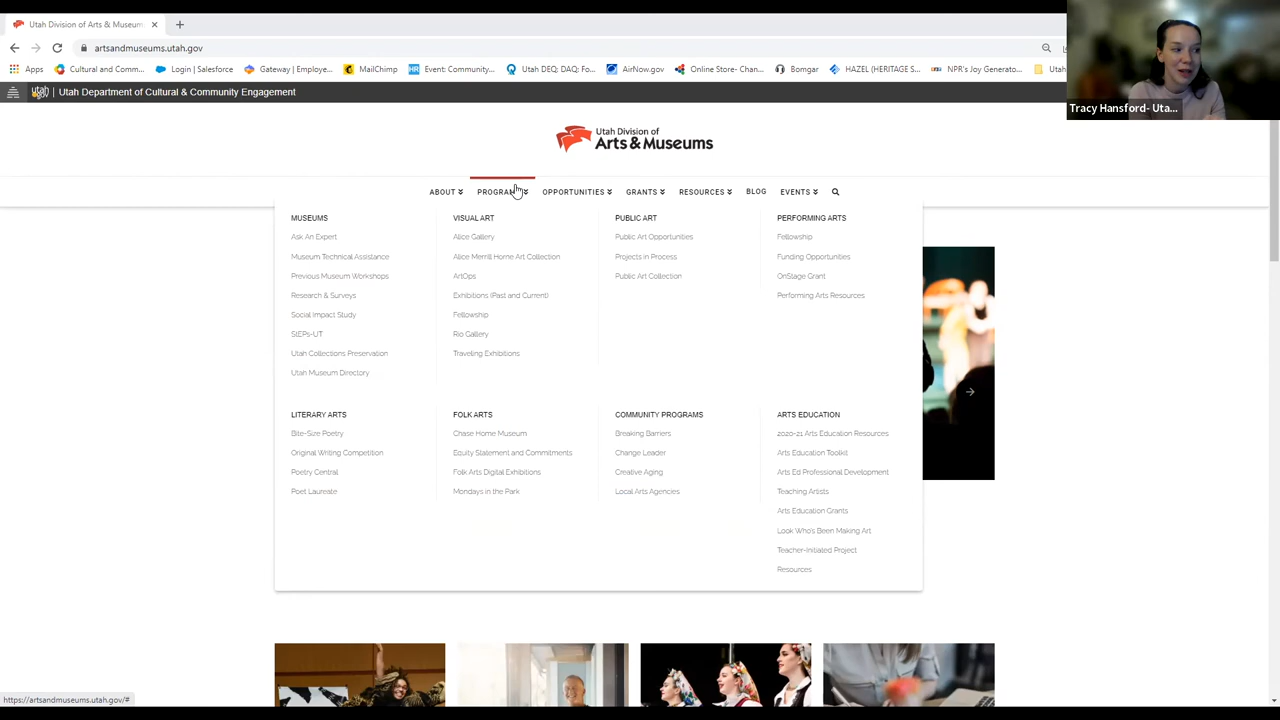 Utah Division of Arts & Museum
artsandmuseums.utah.gov
Apps
Cultural and Comm...
Login | Salesforce
Gateway | Employe...
MailChimp
Event: Community...
Utah DEQ: DAQ: Fo...
AirNow.gov
Online Store- Chan...
Bomgar
HAZEL (HERITAGE S...
NPR's Joy Generato...
Utah
utah gov
Utah Department of Cultural & Community Engagement
Tracy Hansford- Uta...
Utah Division of
Arts & Museums
ABOUT
OPPORTUNITIES
GRANTS
RESOURCES
BLOG
EVENTS
MUSEUMS
Ask An Expert
Museum Technical Assistance
Previous Museum Workshops
Research & Surveys
Social Impact Study
StEPs-UT
Utah Collections Preservation
Utah Museum Directory
VISUAL ART
Alice Gallery
Alice Merrill Horne Art Collection
ArtOps
Exhibitions (Past and Current)
Fellowship
Rio Gallery
Traveling Exhibitions
PUBLIC ART
Public Art Opportunities
Projects in Process
Public Art Collection
PERFORMING ARTS
Fellowship
Funding Opportunities
OnStage Grant
Performing Arts Resources
LITERARY ARTS
Bite-Size Poetry
Original Writing Competition
Poetry Central
Poet Laureate
FOLK ARTS
Chase Home Museum
Equity Statement and Commitments
Folk Arts Digital Exhibitions
Mondays in the Park
COMMUNITY PROGRAMS
Breaking Barriers
Change Leader
Creative Aging
Local Arts Agencies
ARTS EDUCATION
2020-21 Arts Education Resources
Arts Education Toolkit
Arts Ed Professional Development
Teaching Artists
Arts Education Grants
Look Who's Been Making Art
Teacher-Initiated Project
Resources
https://artsandmuseums.utah.gov/#